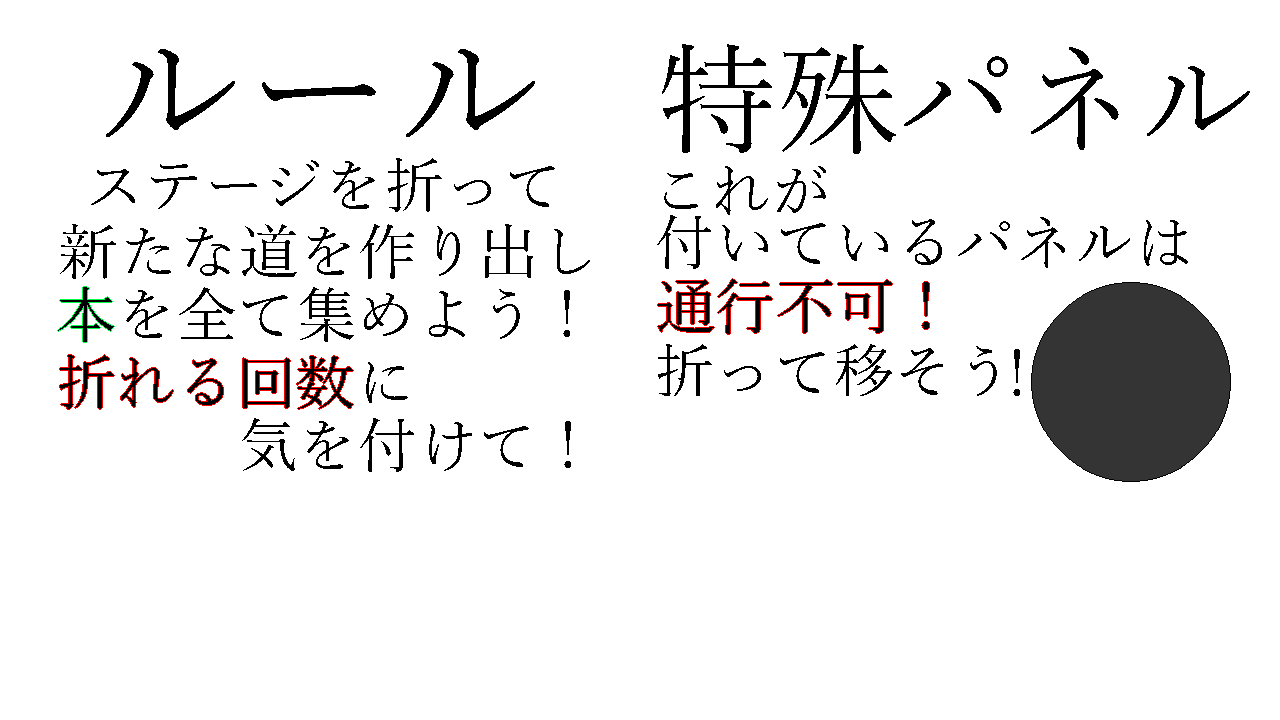 ルール
ステージを折って
新たな道を作り出し
本を全て集めよう！
折れる回数に
気を付けて！
特殊パネル
これが
付いているパネルは
通行不可！
折って移そう!